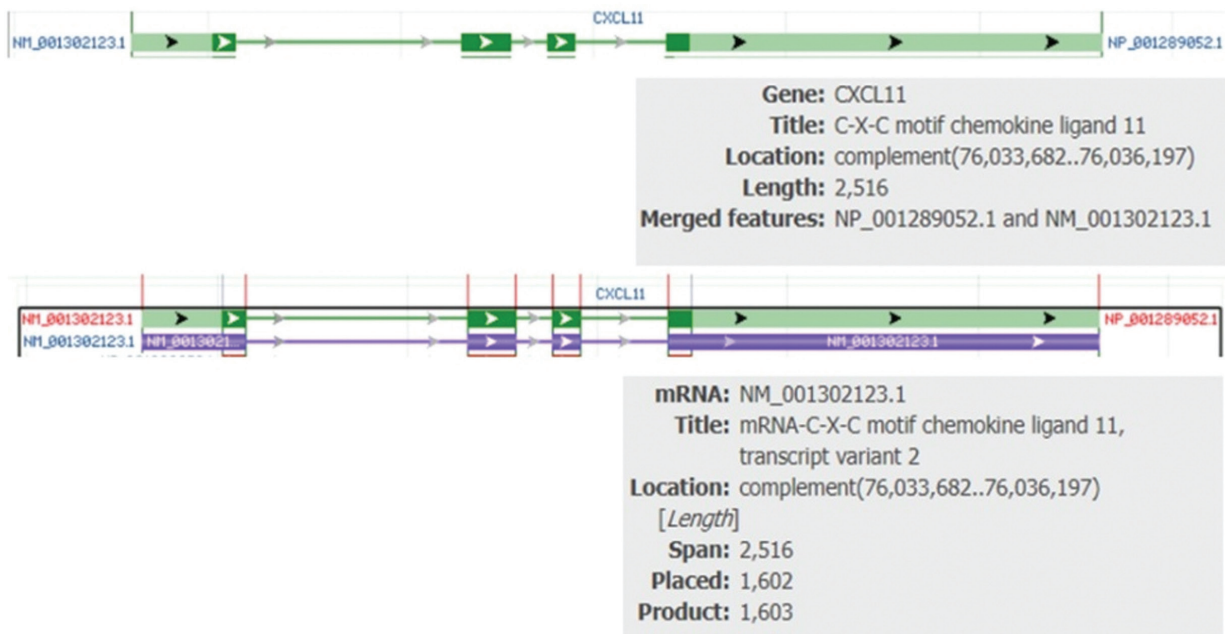 CXCL11
NM_001302123.1
NP_001289052.1
Gene: CXCL11
Title: C-X-C motif chemokine ligand 11
Location: complement(76,033,682..76,036,197)
Length: 2,516
Merged features: NP_001289052.1 and NM_001302123.1
CXCL11
NM_001302123.1
NP_001289052.1
NM_001302123.1
NM_0013021...
NM_001302123.1
mRNA: NM_001302123.1
Title: mRNA-C-X-C motif chemokine ligand 11,
transcript variant 2
Location: complement(76,033,682..76,036,197)
[Length]
Span: 2,516
Placed: 1,602
Product: 1,603